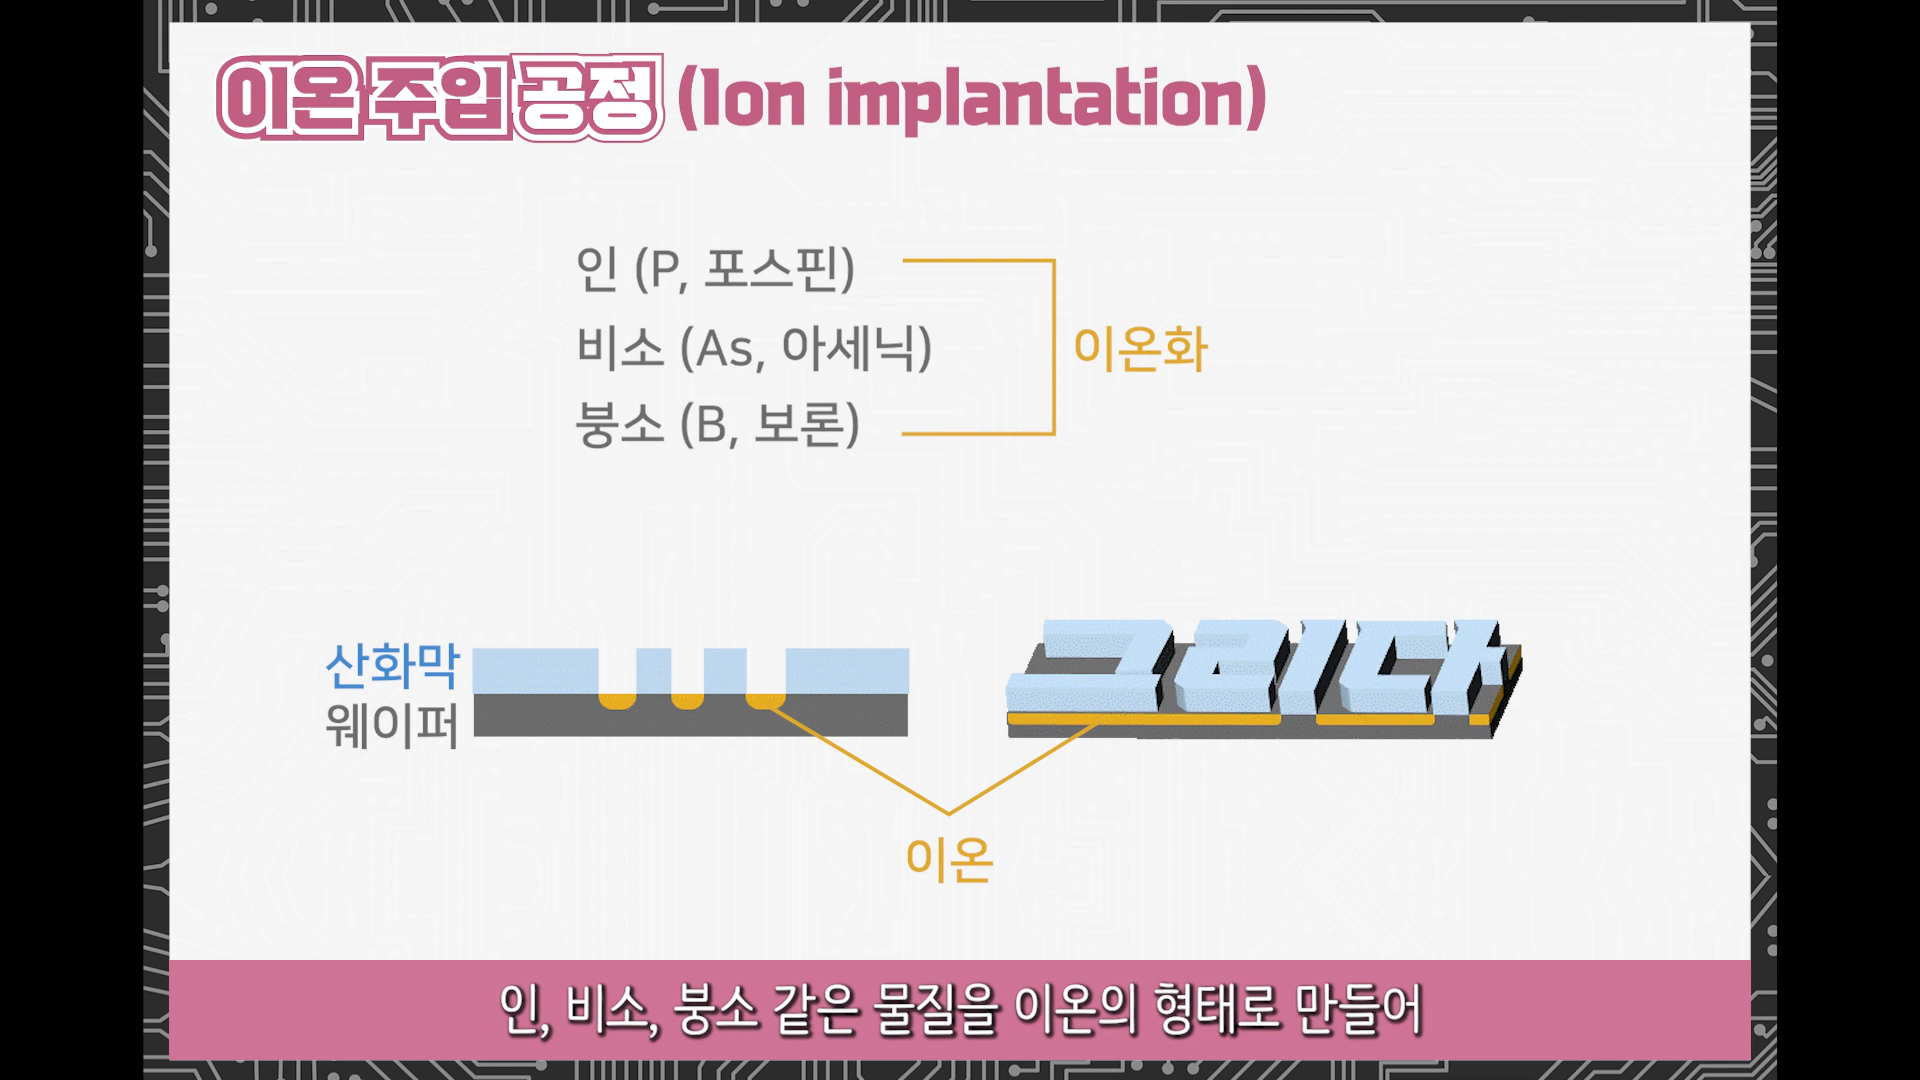 이온 주입 공정 (Ion implantation)
인 (P, 포스핀)
비소 (As, 아세닉)
붕소 (B, 보론)
이온화
산화막
웨이퍼
그리다
이온
인, 비소, 붕소 같은 물질을 이온의 형태로 만들어